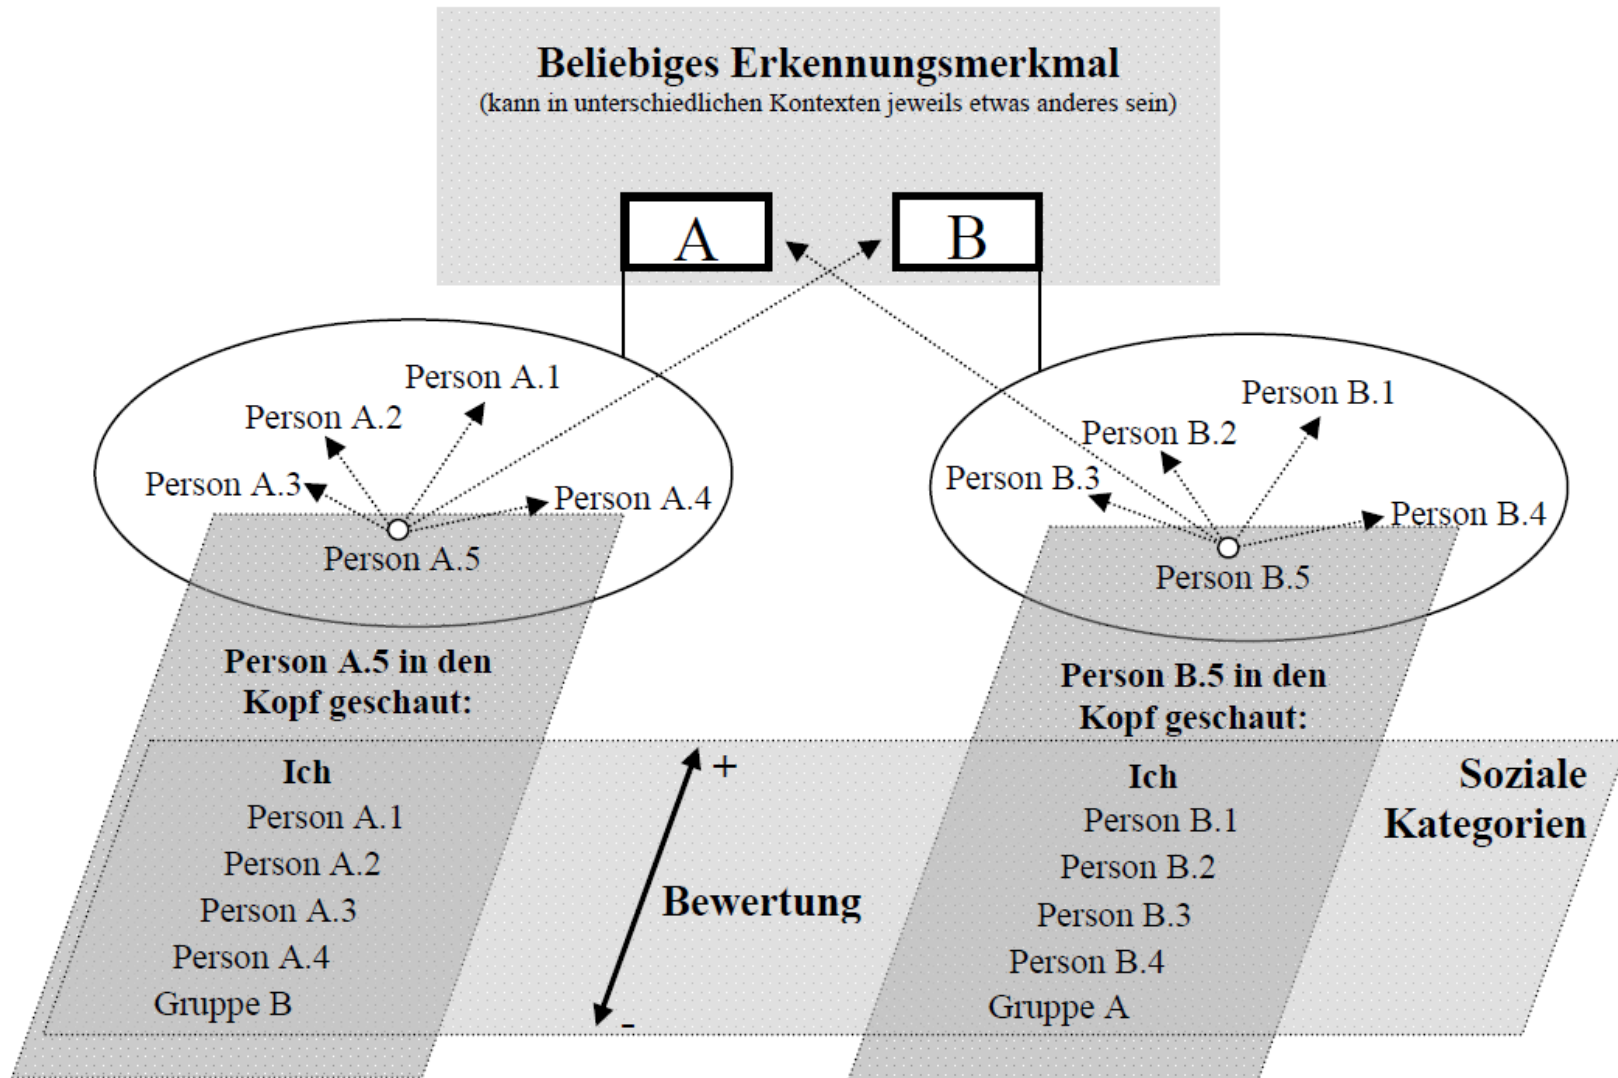 Beliebiges Erkennungsmerkmal
(kann in unterschiedlichen Kontexten jeweils etwas anderes sein)
A
B
Person A.1
Person A.2
Person A.3
Person A.4
Person A.5
Person B.1
Person B.2
Person B.3
Person B.4
Person B.5
Person A.5 in den
Kopf geschaut:
Ich
Person A.1
Person A.2
Person A.3
Person A.4
Gruppe B
+
Bewertung
-
Person B.5 in den
Kopf geschaut:
Ich
Person B.1
Person B.2
Person B.3
Person B.4
Gruppe A
Soziale
Kategorien